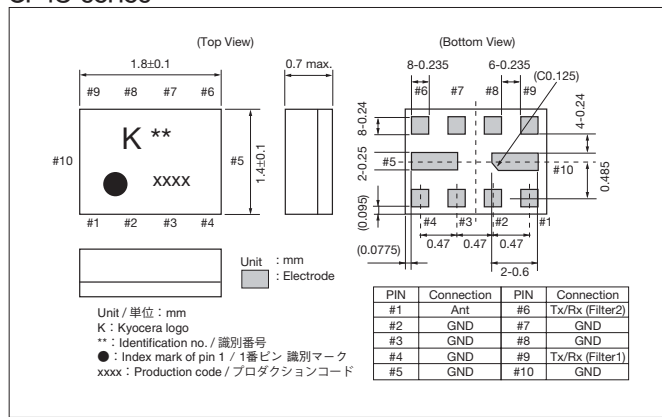 (Top View)
1.8±0.1
#9 #8 #7 #6
K **
xxxx
#10
#5
1.4±0.1
#1 #2 #3 #4
0.7 max.
(Bottom View)
8-0.235 6-0.235 (C0.125)
#6 #7 #8 #9
8-0.24
4-0.24
2-0.25
#5
#10
0.485
(0.095)
#4 #3 #2 #1
0.47 0.47 0.47
(0.0775)
2-0.6
Unit : mm
: Electrode
Unit / 単位：mm
K：Kyocera logo
**：Identification no. / 識別番号
●：Index mark of pin 1 / 1番ピン 識別マーク
xxxx：Production code / プロダクションコード
PIN Connection PIN Connection
#1 Ant #6 Tx/Rx (Filter2)
#2 GND #7 GND
#3 GND #8 GND
#4 GND #9 Tx/Rx (Filter1)
#5 GND #10 GND